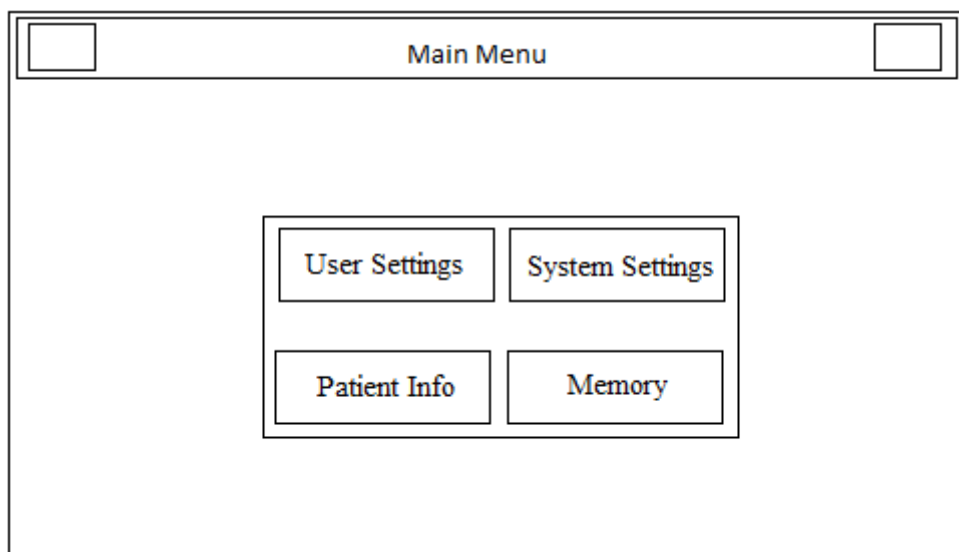 Main Menu
User Settings
System Settings
Patient Info
Memory